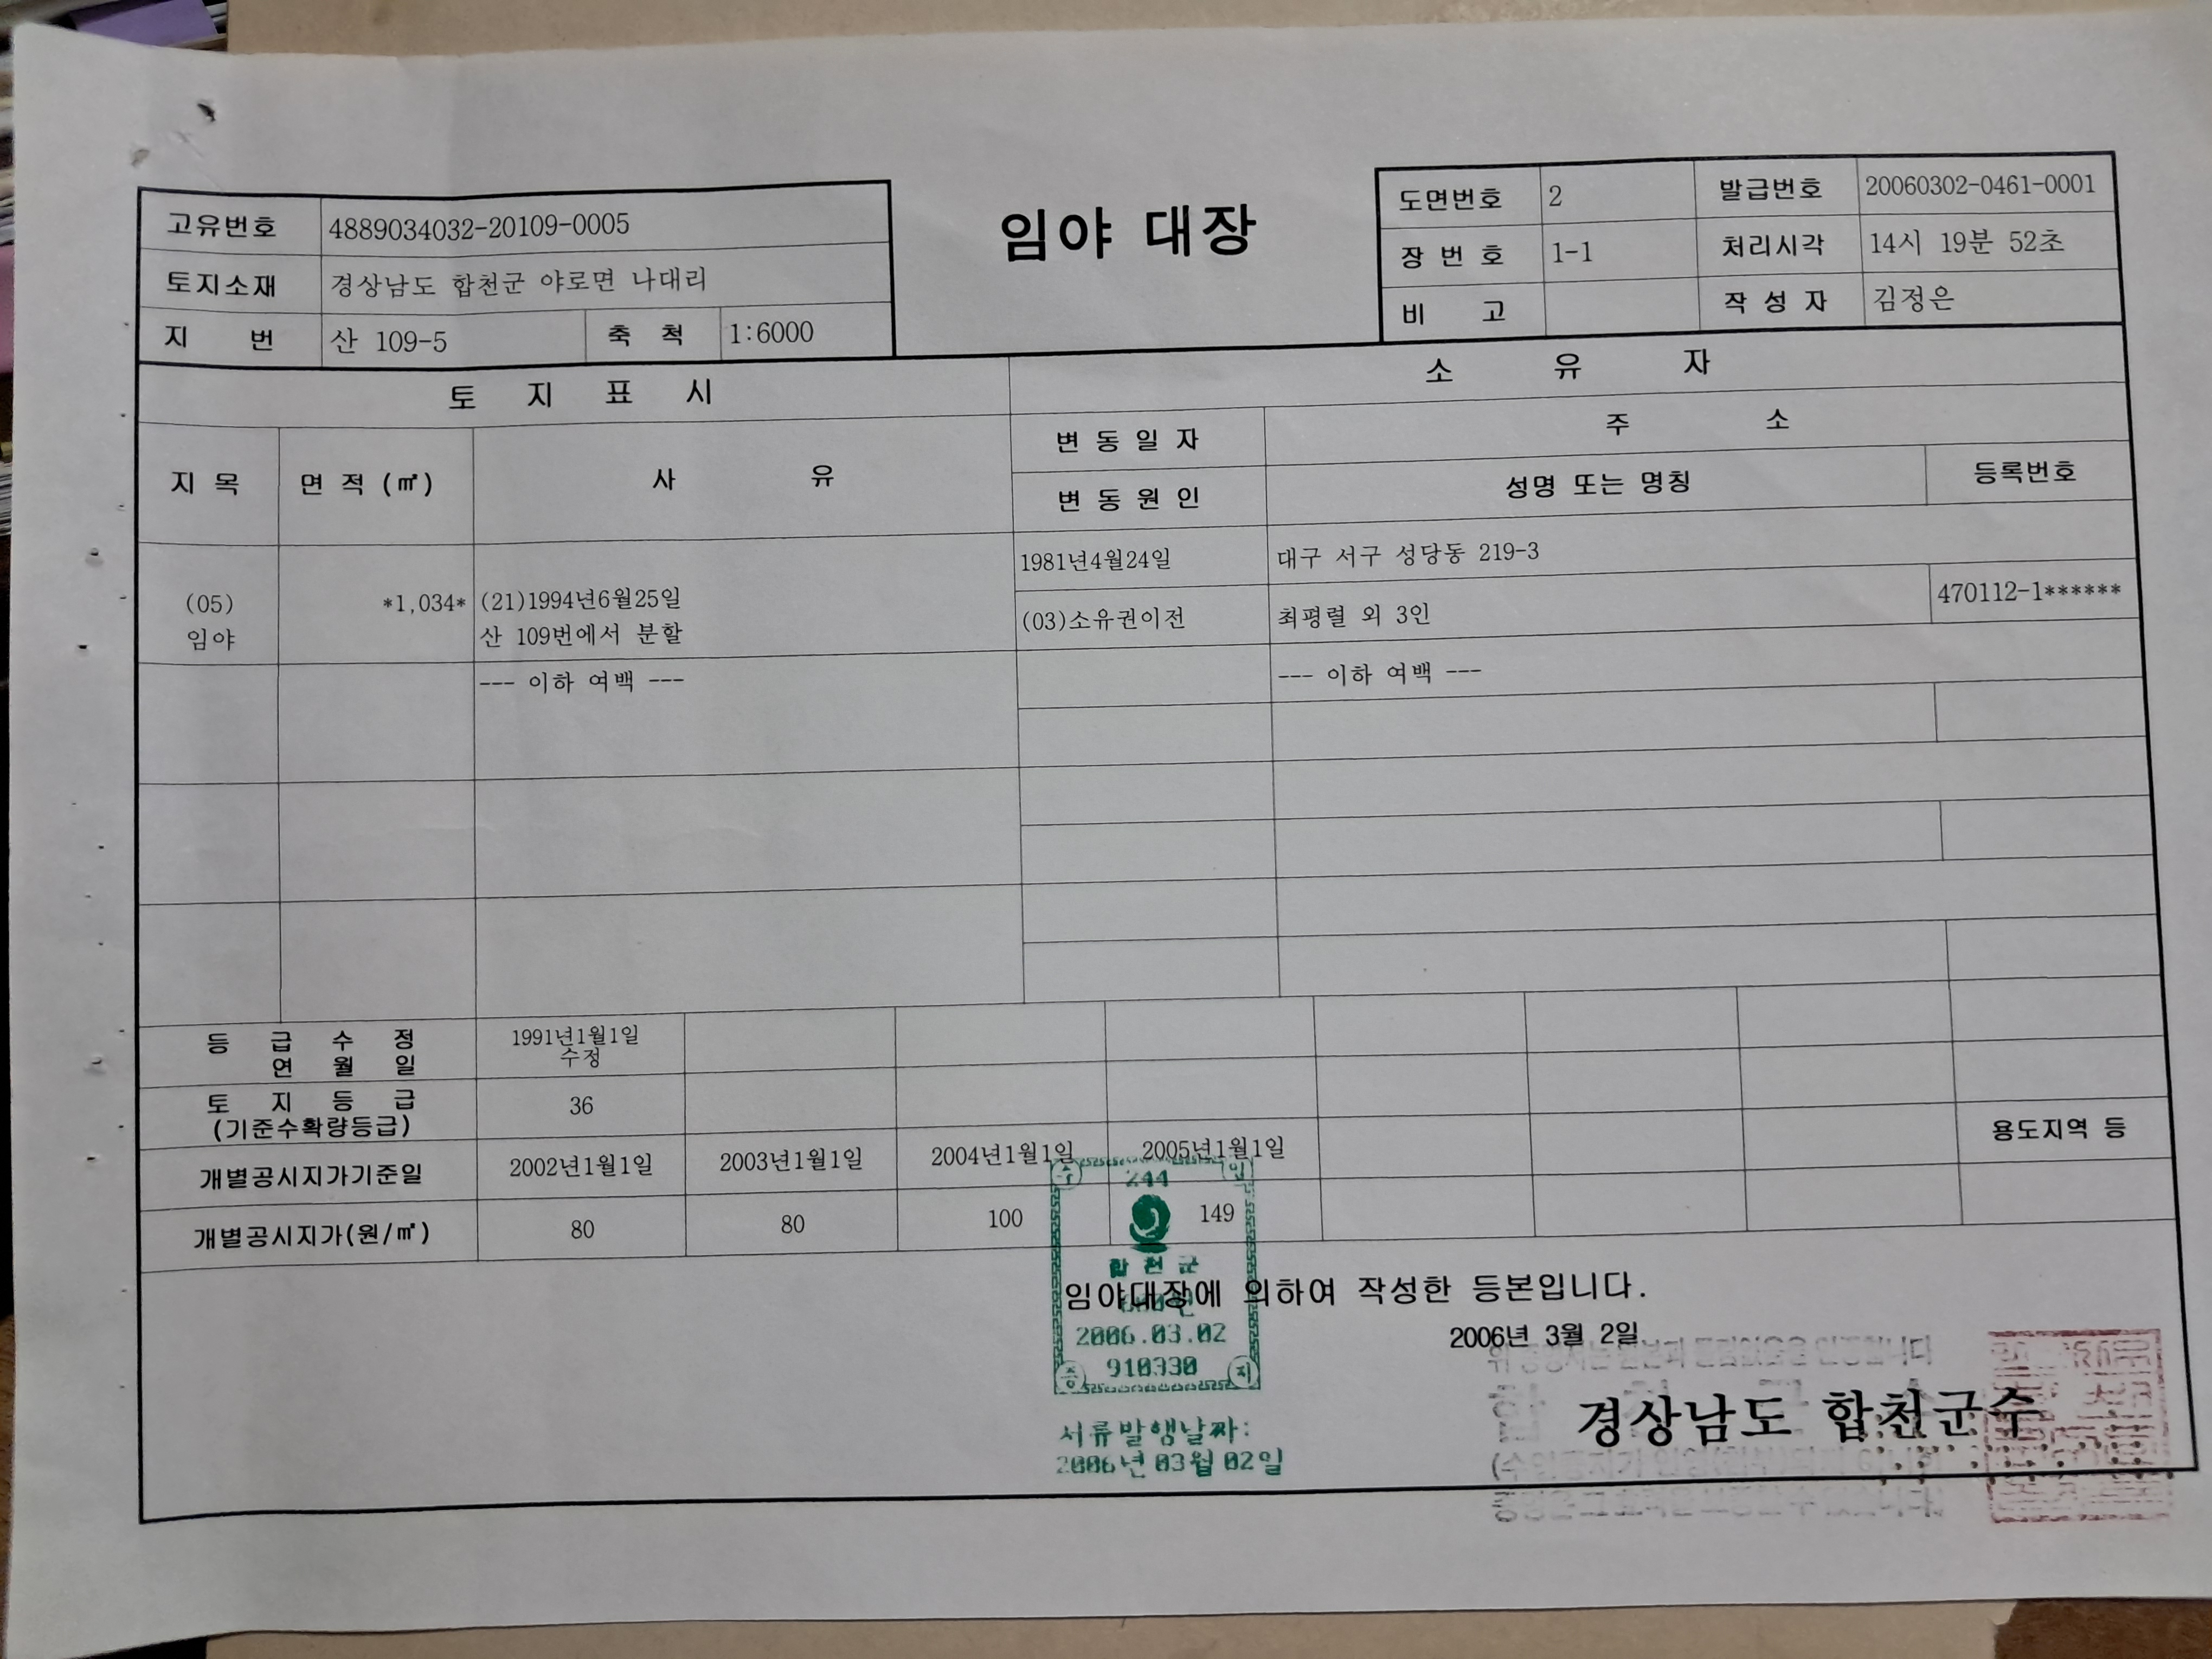 고유번호 4889034032-20109-0005
토지소재 경상남도 합천군 야로면 나대리
지 번 산 109-5 축 척 1:6000
임야 대장
도면번호 2 발급번호 20060302-0461-0001
장 번 호 1-1 처리시각 14시 19분 52초
비 고 작 성 자 김정은
토 지 표 시
소 유 자
지 목 면 적 (㎡) 사 유
변 동 일 자 주 소
변 동 원 인 성명 또는 명칭 등록번호
(05) *1,034* (21)1994년6월25일
임야 산 109번에서 분할
--- 이하 여백 ---
1981년4월24일 대구 서구 성당동 219-3
(03)소유권이전 최평렬 외 3인 470112-1******
--- 이하 여백 ---
등 급 수 정 1991년1월1일
연 월 일 수정
토 지 등 급 36
(기준수확량등급)
개별공시지가기준일 2002년1월1일 2003년1월1일 2004년1월1일 2005년1월1일 용도지역 등
개별공시지가(원/㎡) 80 80 100 149
수 입
244
합 천 군
2006.03.02
910330
증 지
서류발행날짜:
2006년 03월 02일
임야대장에 의하여 작성한 등본입니다.
2006년 3월 2일
경상남도 합천군수